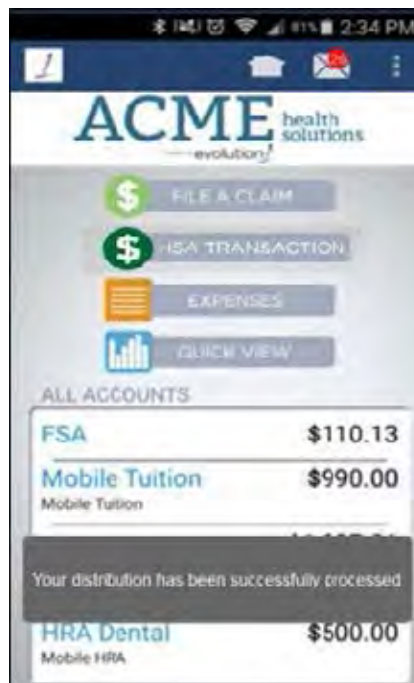 81% 2:34 PM
ACME health
solutions
evolution!
FILE A CLAIM
HSA TRANSACTION
EXPENSES
QUICK VIEW
ALL ACCOUNTS
FSA $110.13
Mobile Tuition $990.00
Mobile Tuition
Your distribution has been successfully processed
HRA Dental $500.00
Mobile HRA